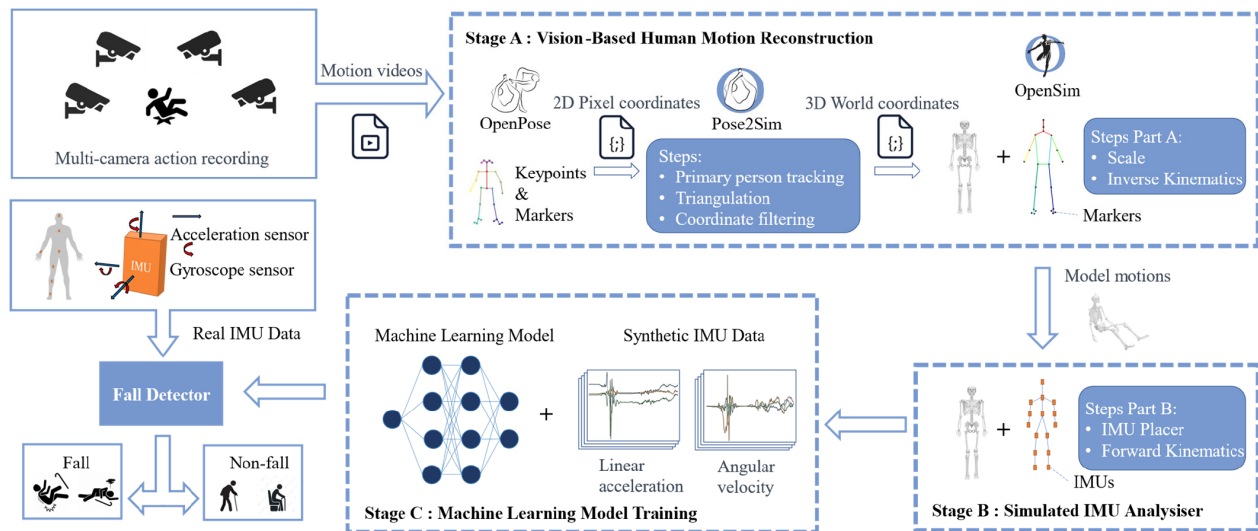 Multi-camera action recording
Motion videos
Stage A : Vision-Based Human Motion Reconstruction
OpenPose
2D Pixel coordinates
{;}
Pose2Sim
3D World coordinates
{;}
OpenSim
Keypoints
&
Markers
Steps:
• Primary person tracking
• Triangulation
• Coordinate filtering
+
Steps Part A:
• Scale
• Inverse Kinematics
Markers
IMU
Acceleration sensor
Gyroscope sensor
Real IMU Data
Fall Detector
Fall
Non-fall
Model motions
Machine Learning Model
Synthetic IMU Data
+
Linear
acceleration
Angular
velocity
Stage C : Machine Learning Model Training
+
Steps Part B:
• IMU Placer
• Forward Kinematics
IMUs
Stage B : Simulated IMU Analysiser